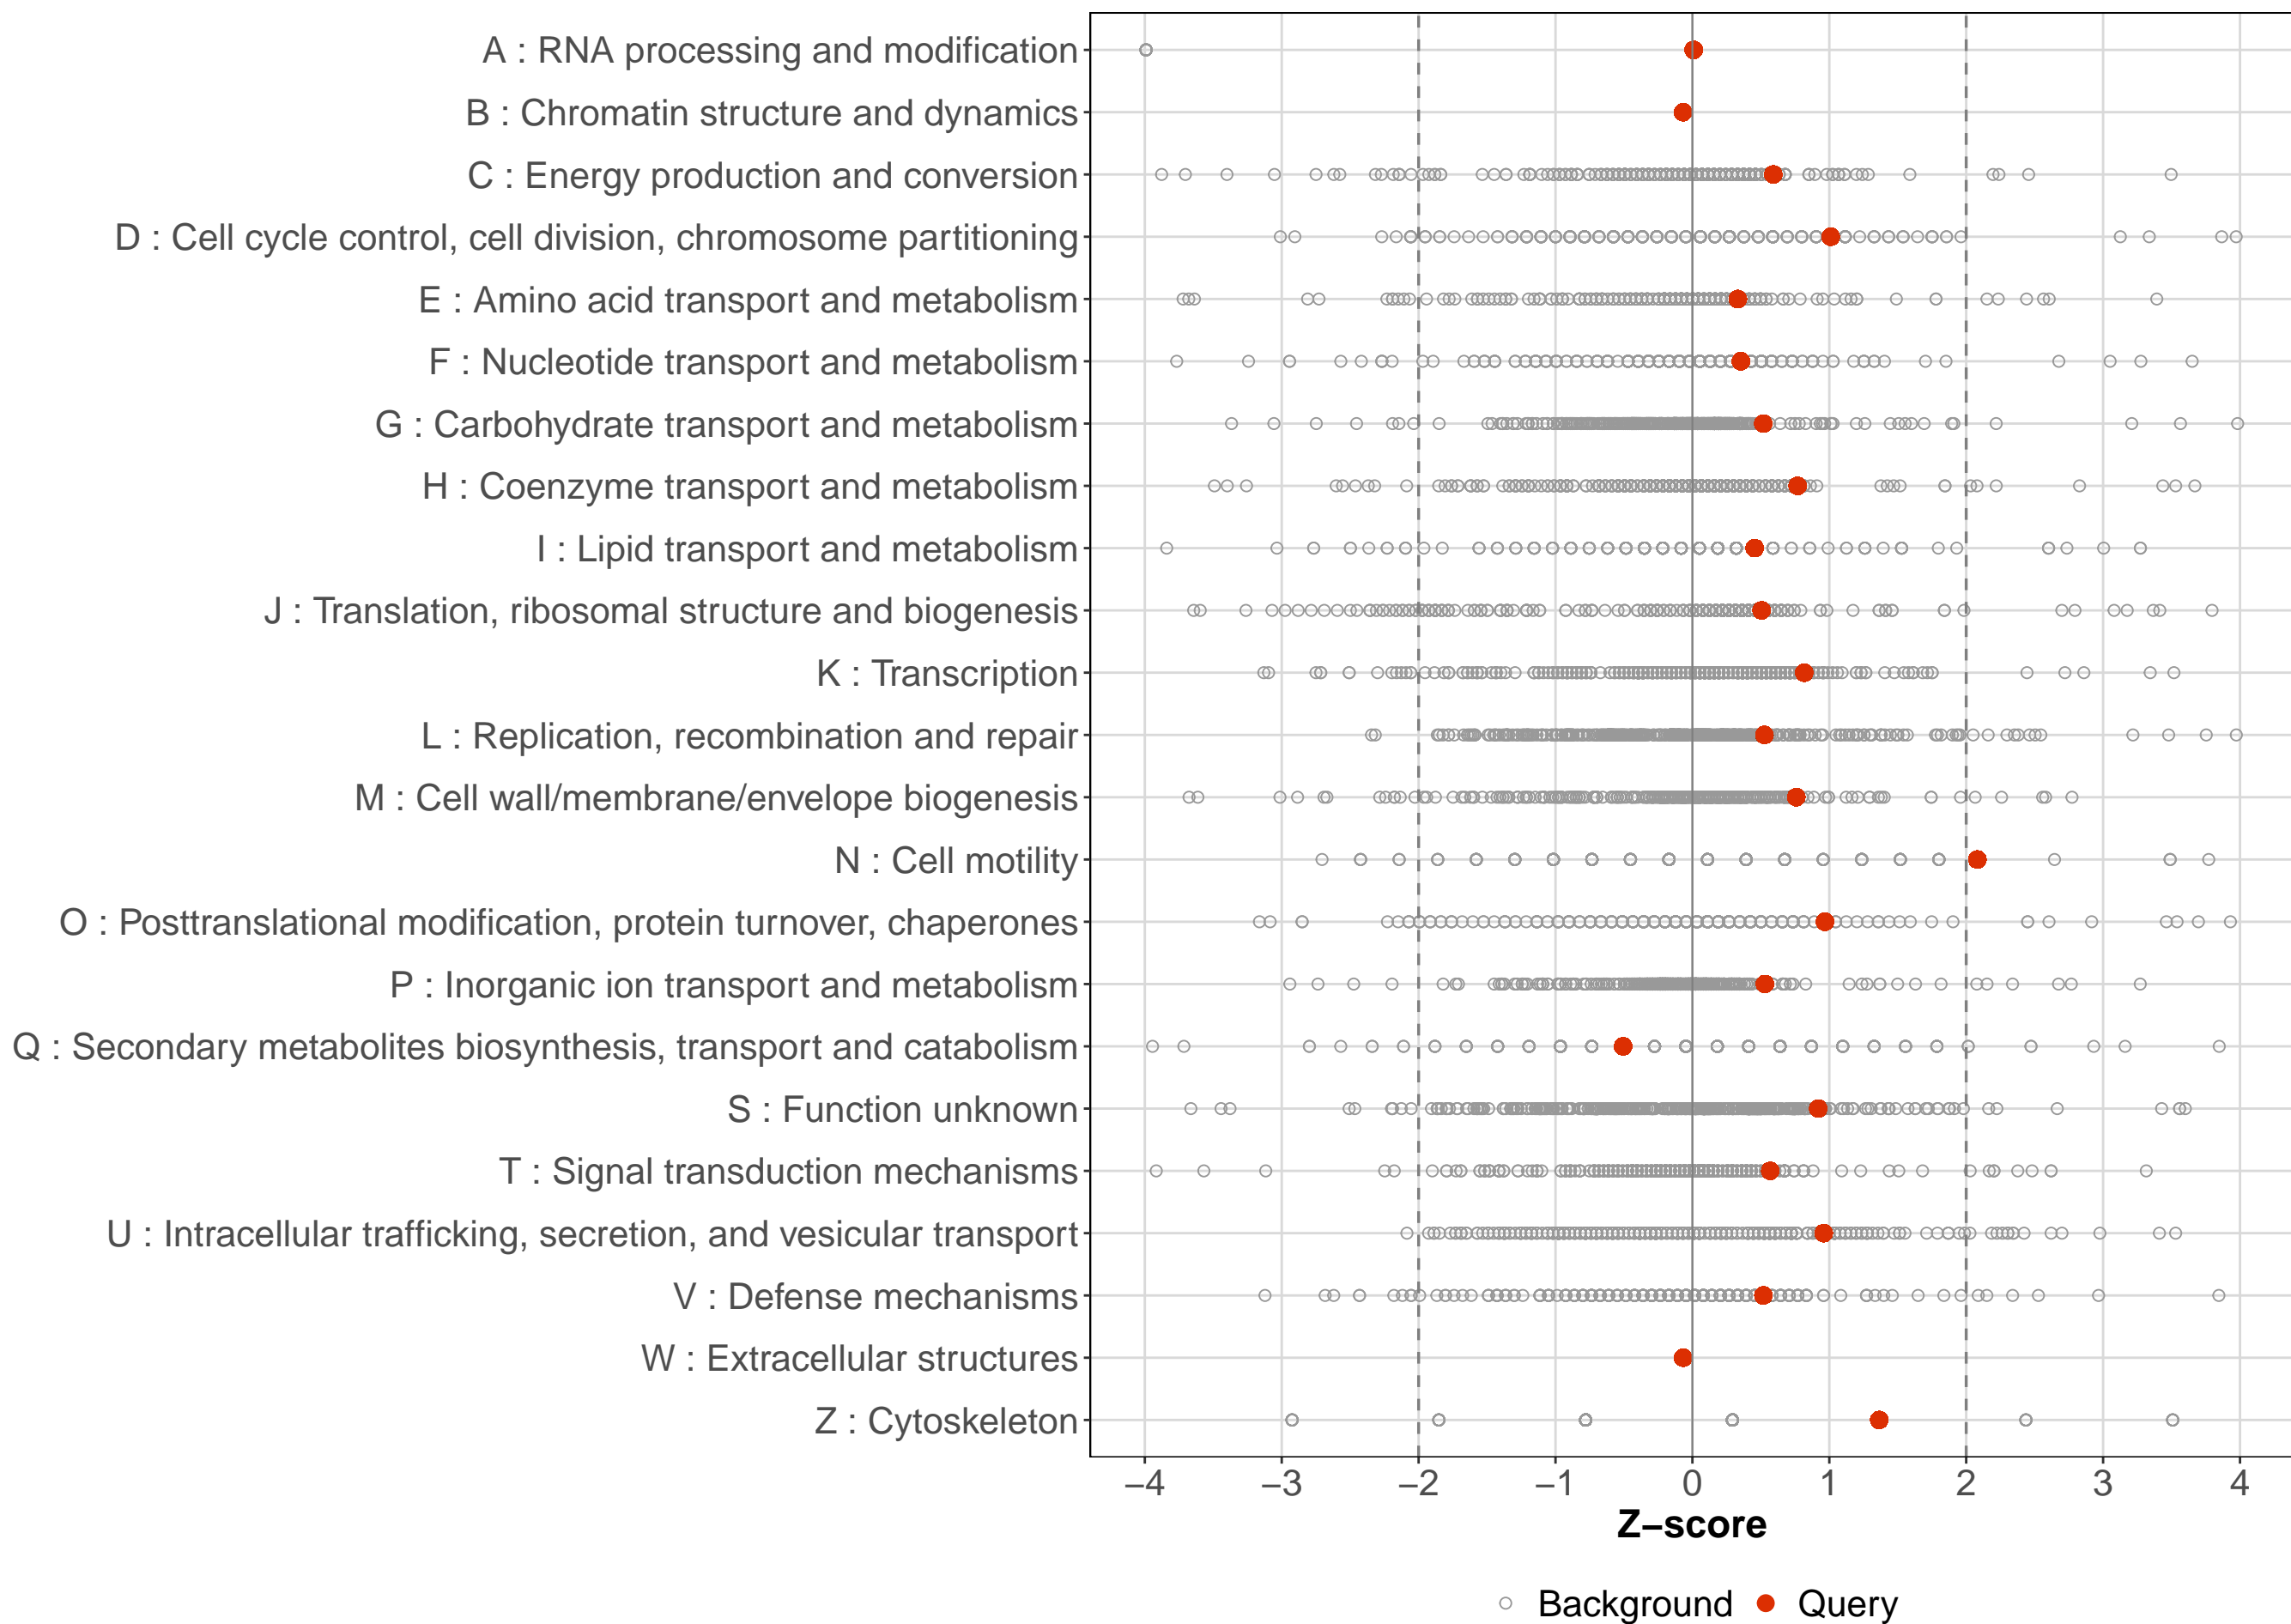 A : RNA processing and modification
B : Chromatin structure and dynamics
C : Energy production and conversion
D : Cell cycle control, cell division, chromosome partitioning
E : Amino acid transport and metabolism
F : Nucleotide transport and metabolism
G : Carbohydrate transport and metabolism
H : Coenzyme transport and metabolism
I : Lipid transport and metabolism
J : Translation, ribosomal structure and biogenesis
K : Transcription
L : Replication, recombination and repair
M : Cell wall/membrane/envelope biogenesis
N : Cell motility
O : Posttranslational modification, protein turnover, chaperones
P : Inorganic ion transport and metabolism
Q : Secondary metabolites biosynthesis, transport and catabolism
S : Function unknown
T : Signal transduction mechanisms
U : Intracellular trafficking, secretion, and vesicular transport
V : Defense mechanisms
W : Extracellular structures
Z : Cytoskeleton
−4 −3 −2 −1 0 1 2 3 4
Z−score
Background Query